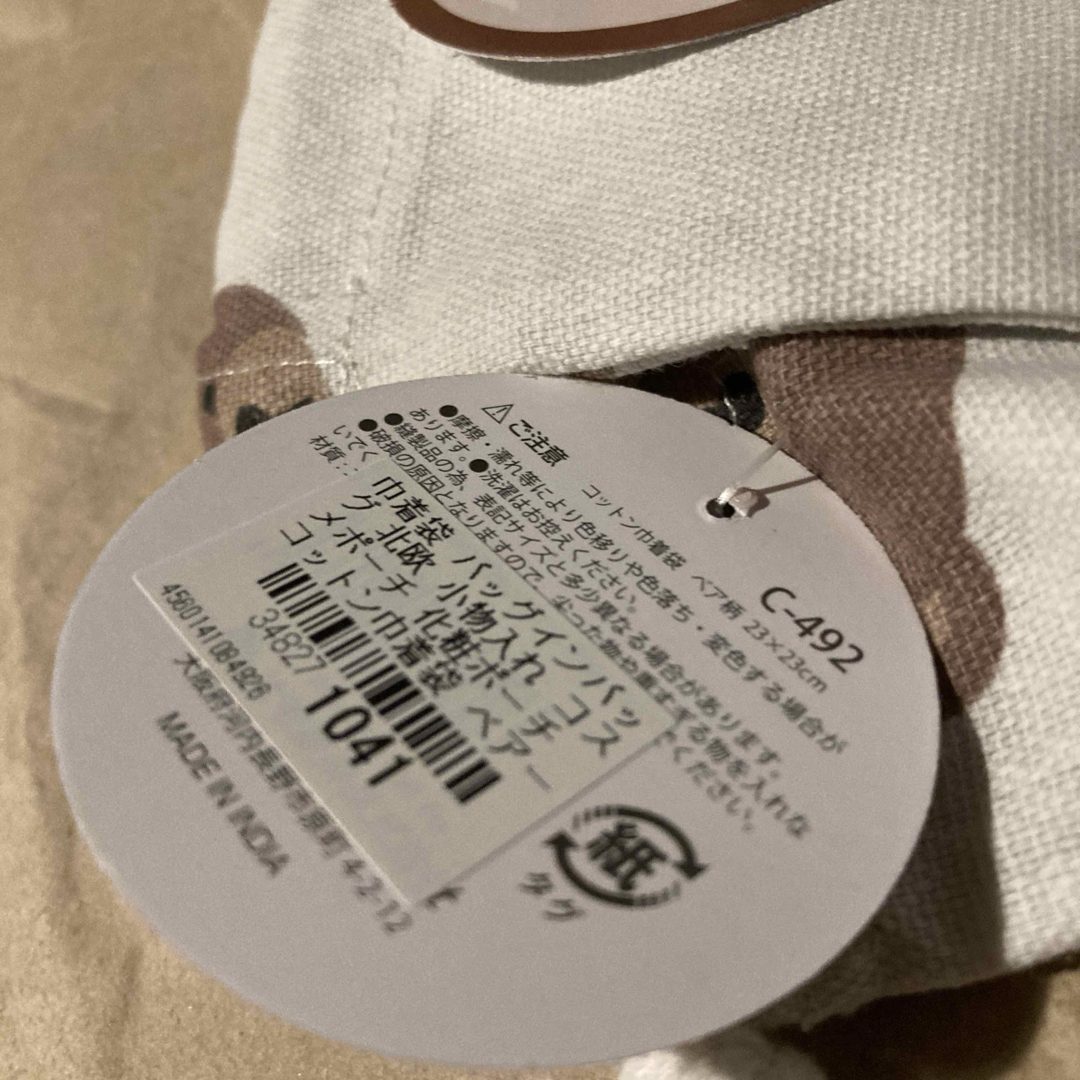 C-492
コットン巾着袋 ベア柄 23×23cm
⚠ご注意
●摩擦・濡れ等により色移りや色落ち・変色する場合が
あります。●洗濯はお控えください。
●縫製品の為、表記サイズと多少異なる場合があります。
●破損の原因となりますので、尖った物や重すぎる物を入れな
いでく
ください。
材質:
巾着袋 バッグインバッ
グ 北欧 小物入れ コス
メポーチ 化粧ポーチ
コットン巾着袋 ベアー
4560141084926
34827
1041
大阪府河内長野市原町4-2-12
MADE IN INDIA
紙
タグ